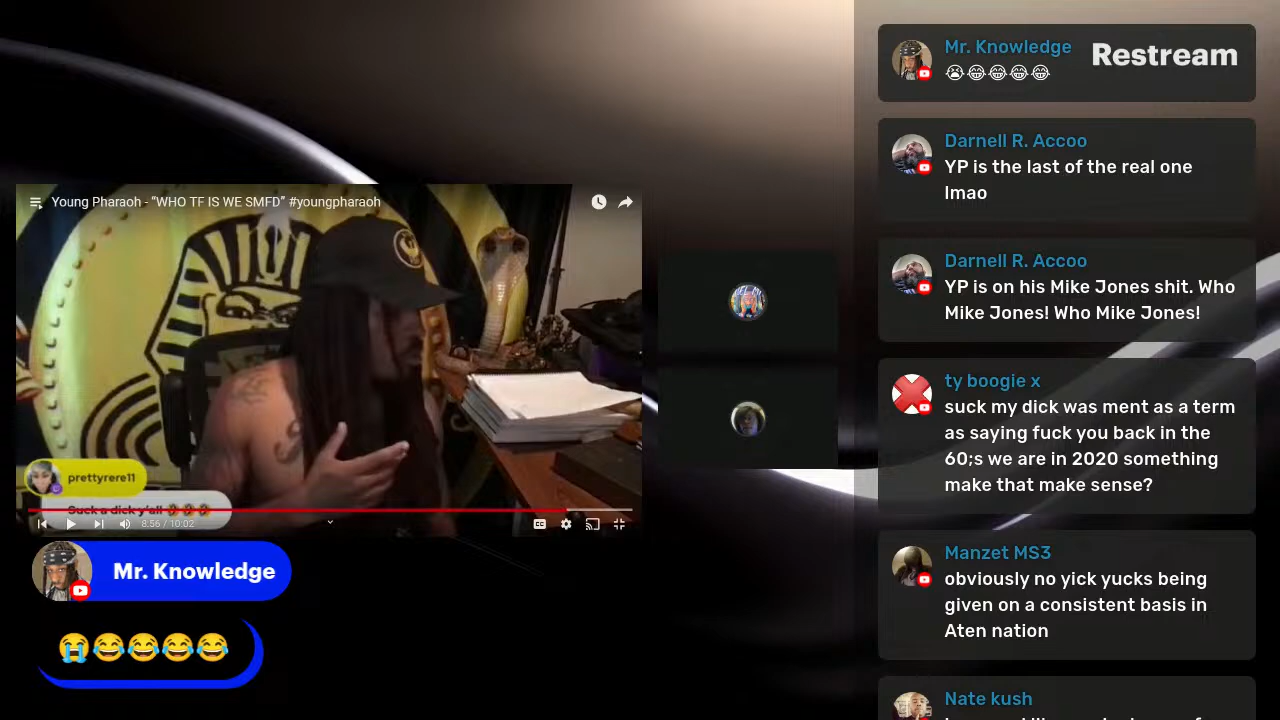 Mr. Knowledge
😭😂😂😂😂
Restream
Darnell R. Accoo
YP is the last of the real one
lmao
Darnell R. Accoo
YP is on his Mike Jones shit. Who
Mike Jones! Who Mike Jones!
ty boogie x
suck my dick was ment as a term
as saying fuck you back in the
60;s we are in 2020 something
make that make sense?
Manzet MS3
obviously no yick yucks being
given on a consistent basis in
Aten nation
Nate kush
Young Pharaoh - “WHO TF IS WE SMFD” #youngpharaoh
prettyrere11
Suck a dick y'all
8:56 / 10:02
CC
Mr. Knowledge
😭😂😂😂😂